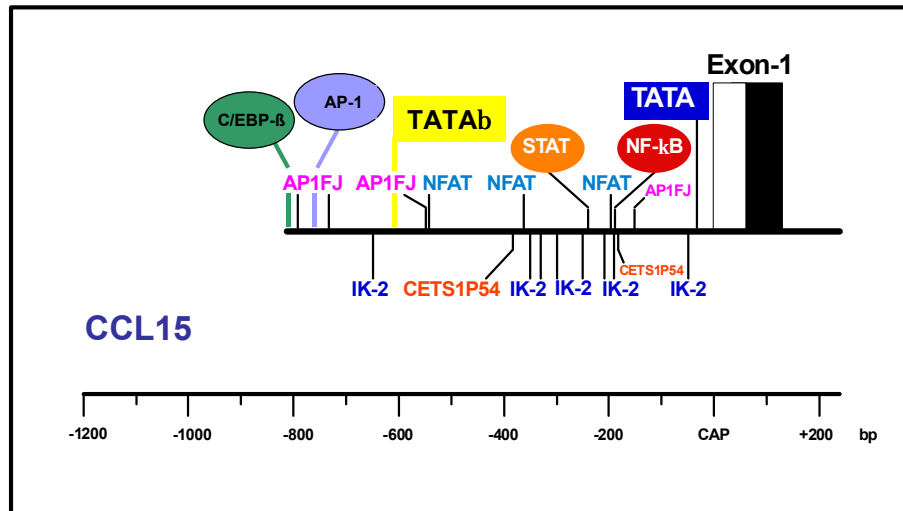 Exon-1
C/EBP-ß
AP-1
TATAb
STAT
TATA
NF-kB
AP1FJ
AP1FJ
NFAT
NFAT
NFAT
AP1FJ
IK-2
CETS1P54
IK-2
IK-2
IK-2
CETS1P54
IK-2
CCL15
-1200 -1000 -800 -600 -400 -200 CAP +200 bp